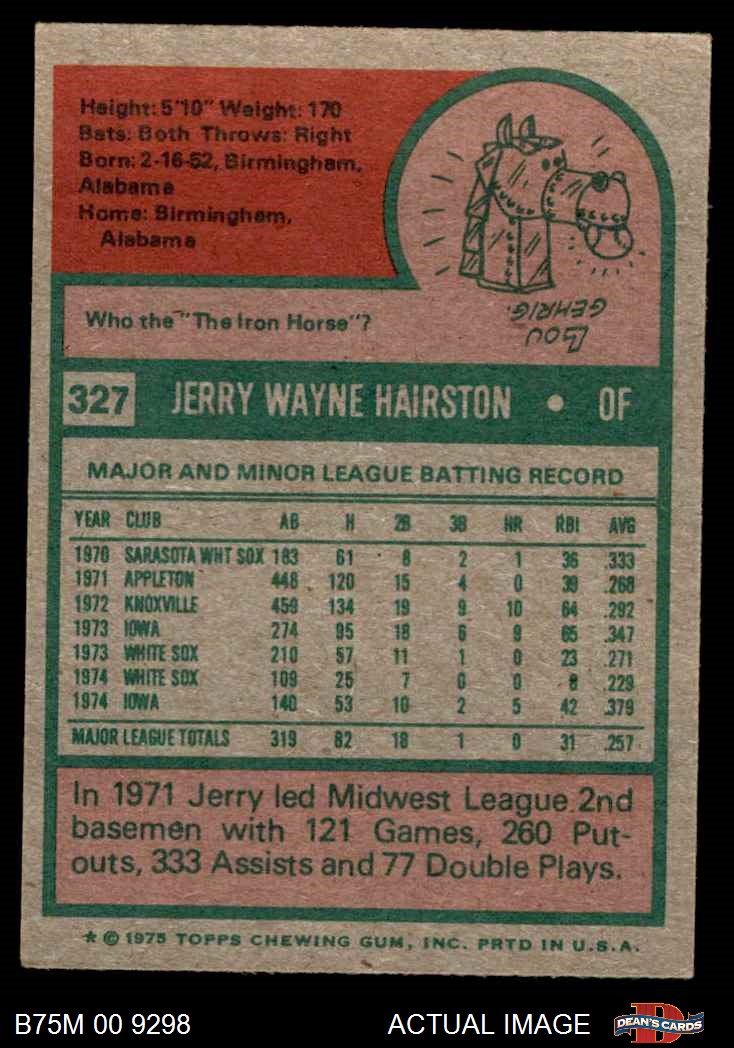 Height: 5'10" Weight: 170
Bats: Both Throws: Right
Born: 2-16-52, Birmingham,
Alabama
Home: Birmingham,
Alabama
Who the "The Iron Horse"?
LOU
GEHRIG.
327 JERRY WAYNE HAIRSTON • OF
MAJOR AND MINOR LEAGUE BATTING RECORD
YEAR CLUB AB H 2B 3B HR RBI AVG
1970 SARASOTA WHT SOX 183 61 8 2 1 36 .333
1971 APPLETON 448 120 15 4 0 39 .268
1972 KNOXVILLE 459 134 19 9 10 64 .292
1973 IOWA 274 95 18 6 9 65 .347
1973 WHITE SOX 210 57 11 1 0 23 .271
1974 WHITE SOX 109 25 7 0 0 8 .229
1974 IOWA 140 53 10 2 5 42 .379
MAJOR LEAGUE TOTALS 319 82 18 1 0 31 .257
In 1971 Jerry led Midwest League 2nd
basemen with 121 Games, 260 Put-
outs, 333 Assists and 77 Double Plays.
* © 1975 TOPPS CHEWING GUM, INC. PRTD IN U.S.A.
B75M 00 9298 ACTUAL IMAGE DEAN'S CARDS